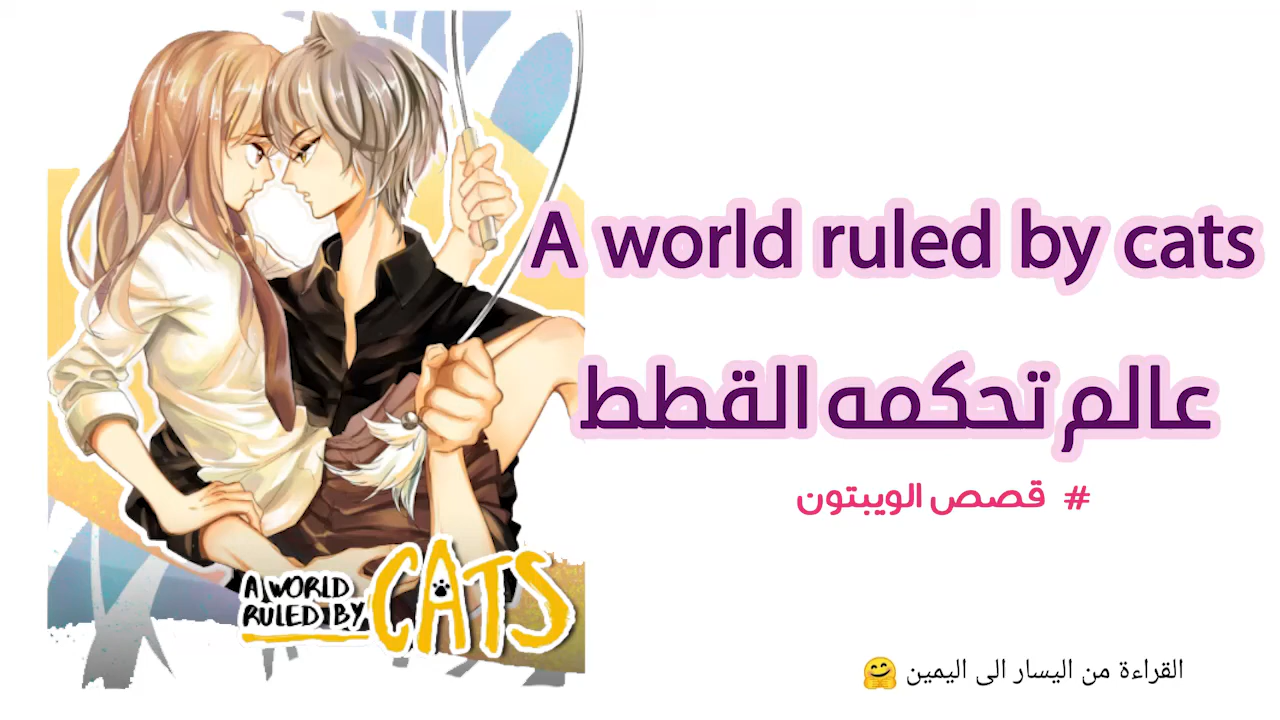 A world ruled by cats
عالم تحكمه القطط
# قصص الويبتون
A WORLD
RULED BY
CATS
القراءة من اليسار الى اليمين 🤗